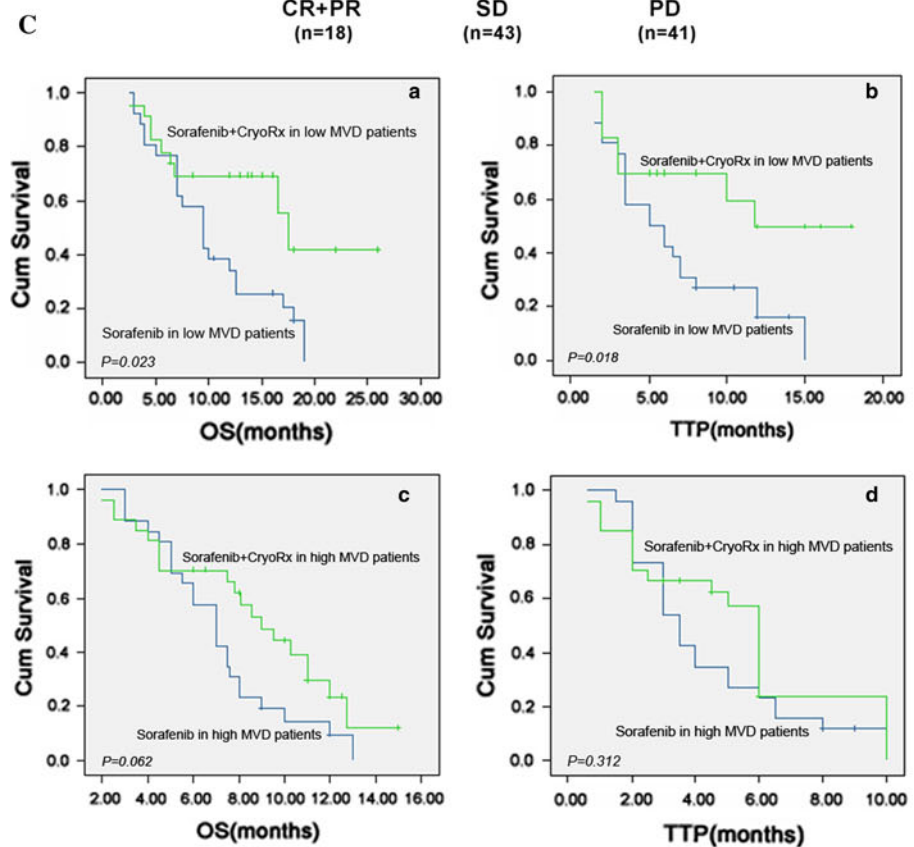 C
CR+PR SD PD
(n=18) (n=43) (n=41)
a
1.0
0.8
0.6
0.4
0.2
0.0
Cum Survival
Sorafenib+CryoRx in low MVD patients
Sorafenib in low MVD patients
P=0.023
0.00 5.00 10.00 15.00 20.00 25.00 30.00
OS(months)
b
1.0
0.8
0.6
0.4
0.2
0.0
Cum Survival
Sorafenib+CryoRx in low MVD patients
Sorafenib in low MVD patients
P=0.018
0.00 5.00 10.00 15.00 20.00
TTP(months)
c
1.0
0.8
0.6
0.4
0.2
0.0
Cum Survival
Sorafenib+CryoRx in high MVD patients
Sorafenib in high MVD patients
P=0.062
2.00 4.00 6.00 8.00 10.00 12.00 14.00 16.00
OS(months)
d
1.0
0.8
0.6
0.4
0.2
0.0
Cum Survival
Sorafenib+CryoRx in high MVD patients
Sorafenib in high MVD patients
P=0.312
0.00 2.00 4.00 6.00 8.00 10.00
TTP(months)